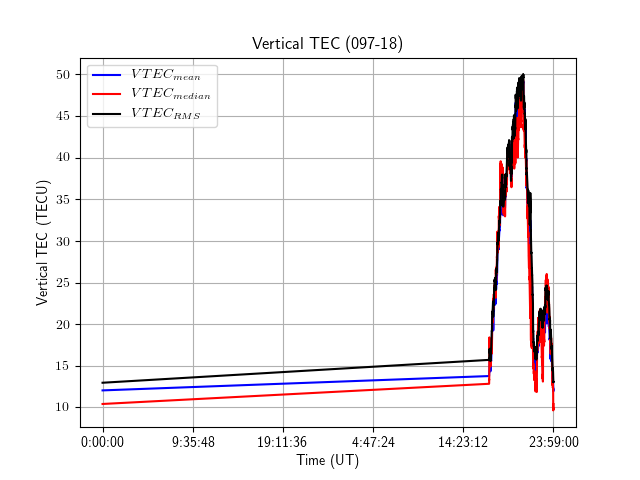 Vertical TEC (097-18)
VTEC_mean
VTEC_median
VTEC_RMS
50
45
40
35
30
25
20
15
10
Vertical TEC (TECU)
0:00:00 9:35:48 19:11:36 4:47:24 14:23:12 23:59:00
Time (UT)